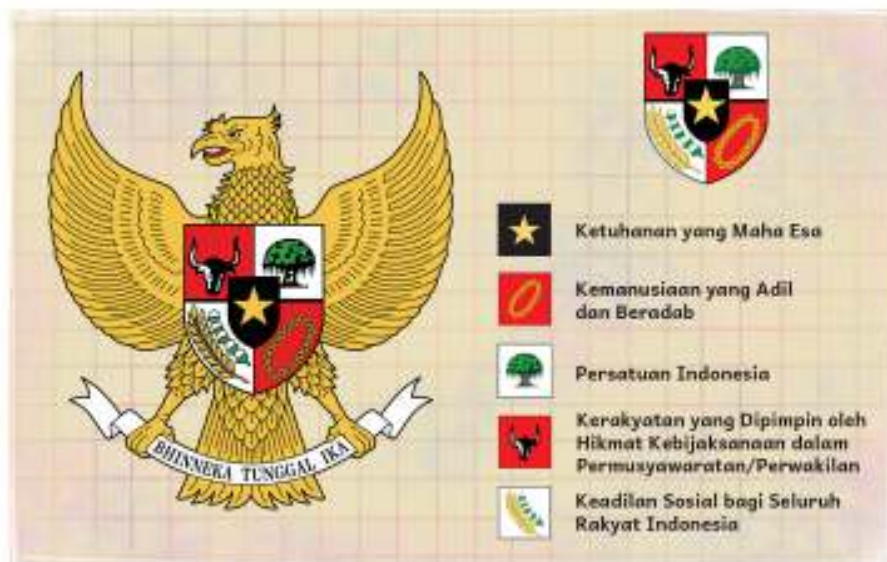 BHINNEKA TUNGGAL IKA
Ketuhanan yang Maha Esa
Kemanusiaan yang Adil
dan Beradab
Persatuan Indonesia
Kerakyatan yang Dipimpin oleh
Hikmat Kebijaksanaan dalam
Permusyawaratan/Perwakilan
Keadilan Sosial bagi Seluruh
Rakyat Indonesia